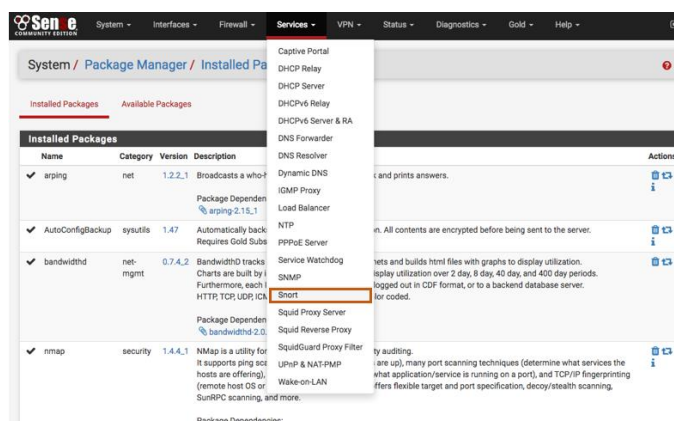 Sense
COMMUNITY EDITION
System
Interfaces
Firewall
Services
VPN
Status
Diagnostics
Gold
Help
System / Package Manager / Installed Pa
Installed Packages
Available Packages
Installed Packages
Name Category Version Description Actions
arping net 1.2.2_1 Broadcasts a who-h
k and prints answers.
Package Dependen
arping-2.15_1
AutoConfigBackup sysutils 1.47 Automatically back
on. All contents are encrypted before being sent to the server.
Requires Gold Subs
bandwidthd net-mgmt 0.7.4_2 BandwidthD tracks
nets and builds html files with graphs to display utilization.
Charts are built by i
isplay utilization over 2 day, 8 day, 40 day, and 400 day periods.
Furthermore, each i
logged out in CDF format, or to a backend database server.
HTTP, TCP, UDP, ICM
lor coded.
Package Dependen
bandwidthd-2.0.
nmap security 1.4.4_1 NMap is a utility for
ty auditing.
It supports ping sca
are up), many port scanning techniques (determine what services the
hosts are offering),
what application/service is running on a port), and TCP/IP fingerprinting
(remote host OS or
ffers flexible target and port specification, decoy/stealth scanning,
SunRPC scanning, and more.
Package Dependencies:
Captive Portal
DHCP Relay
DHCP Server
DHCPv6 Relay
DHCPv6 Server & RA
DNS Forwarder
DNS Resolver
Dynamic DNS
IGMP Proxy
Load Balancer
NTP
PPPoE Server
Service Watchdog
SNMP
Snort
Squid Proxy Server
Squid Reverse Proxy
SquidGuard Proxy Filter
UPnP & NAT-PMP
Wake-on-LAN